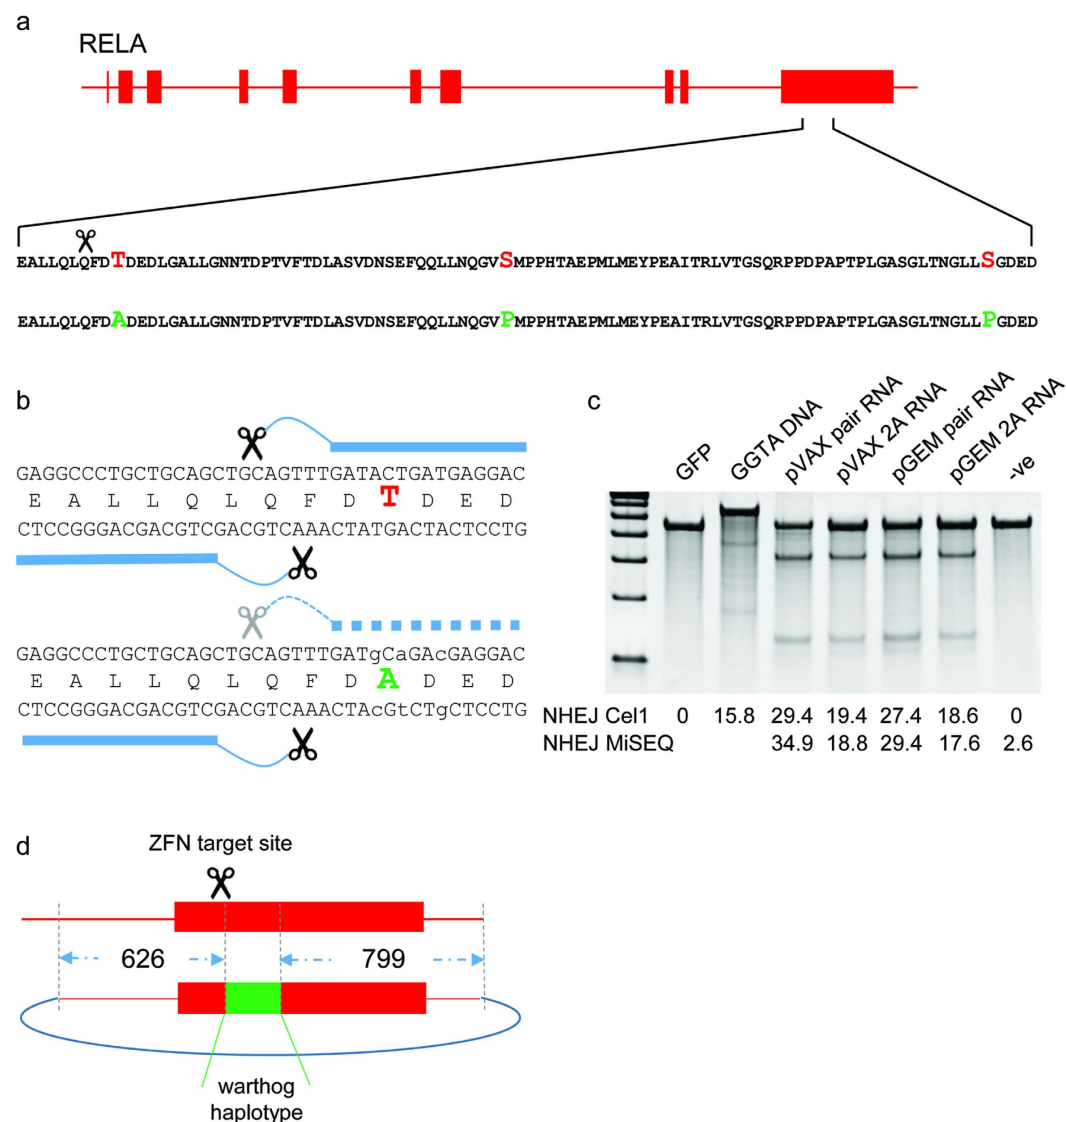 a
RELA
EALLQLQFDTDEDLGALLGNNTDPTVFTDLASVDNSEFQQLLNQGVSMPPHTAEPMLMEYPEAITRLVTGSQRPPDPAPTPLGASGLTNGLLSGDED
EALLQLQFDADEDLGALLGNNTDPTVFTDLASVDNSEFQQLLNQGVPMPPHTAEPMLMEYPEAITRLVTGSQRPPDPAPTPLGASGLTNGLLPGDED
b
GAGGCCCTGCTGCAGCTGCAGTTTGATACTGATGAGGAC
E A L L Q L Q F D T D E D
CTCCGGGACGACGTCGACGTCAAACTATGACTACTCCTG
GAGGCCCTGCTGCAGCTGCAGTTTGATgCaGAcGAGGAC
E A L L Q L Q F D A D E D
CTCCGGGACGACGTCGACGTCAAACTAcGtCTgCTCCTG
c
GFP GGTA DNA pVAX pair RNA pVAX 2A RNA pGEM pair RNA pGEM 2A RNA -ve
NHEJ Cel1 0 15.8 29.4 19.4 27.4 18.6 0
NHEJ MiSEQ 34.9 18.8 29.4 17.6 2.6
d
ZFN target site
626 799
warthog
haplotype